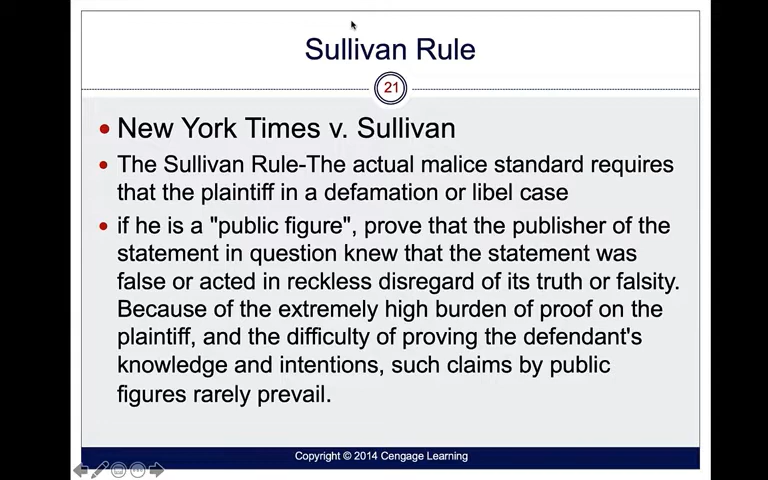 Sullivan Rule
21
New York Times v. Sullivan
The Sullivan Rule-The actual malice standard requires
that the plaintiff in a defamation or libel case
if he is a "public figure", prove that the publisher of the
statement in question knew that the statement was
false or acted in reckless disregard of its truth or falsity.
Because of the extremely high burden of proof on the
plaintiff, and the difficulty of proving the defendant's
knowledge and intentions, such claims by public
figures rarely prevail.
Copyright © 2014 Cengage Learning